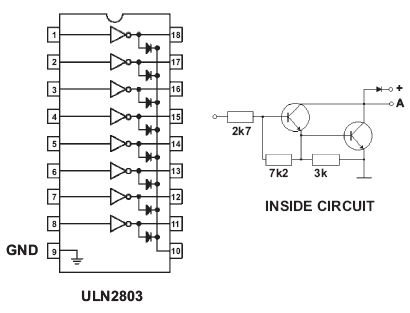 1 18
2 17
3 16
4 15
5 14
6 13
7 12
8 11
GND 9 10
ULN2803
+
A
2k7
7k2 3k
INSIDE CIRCUIT